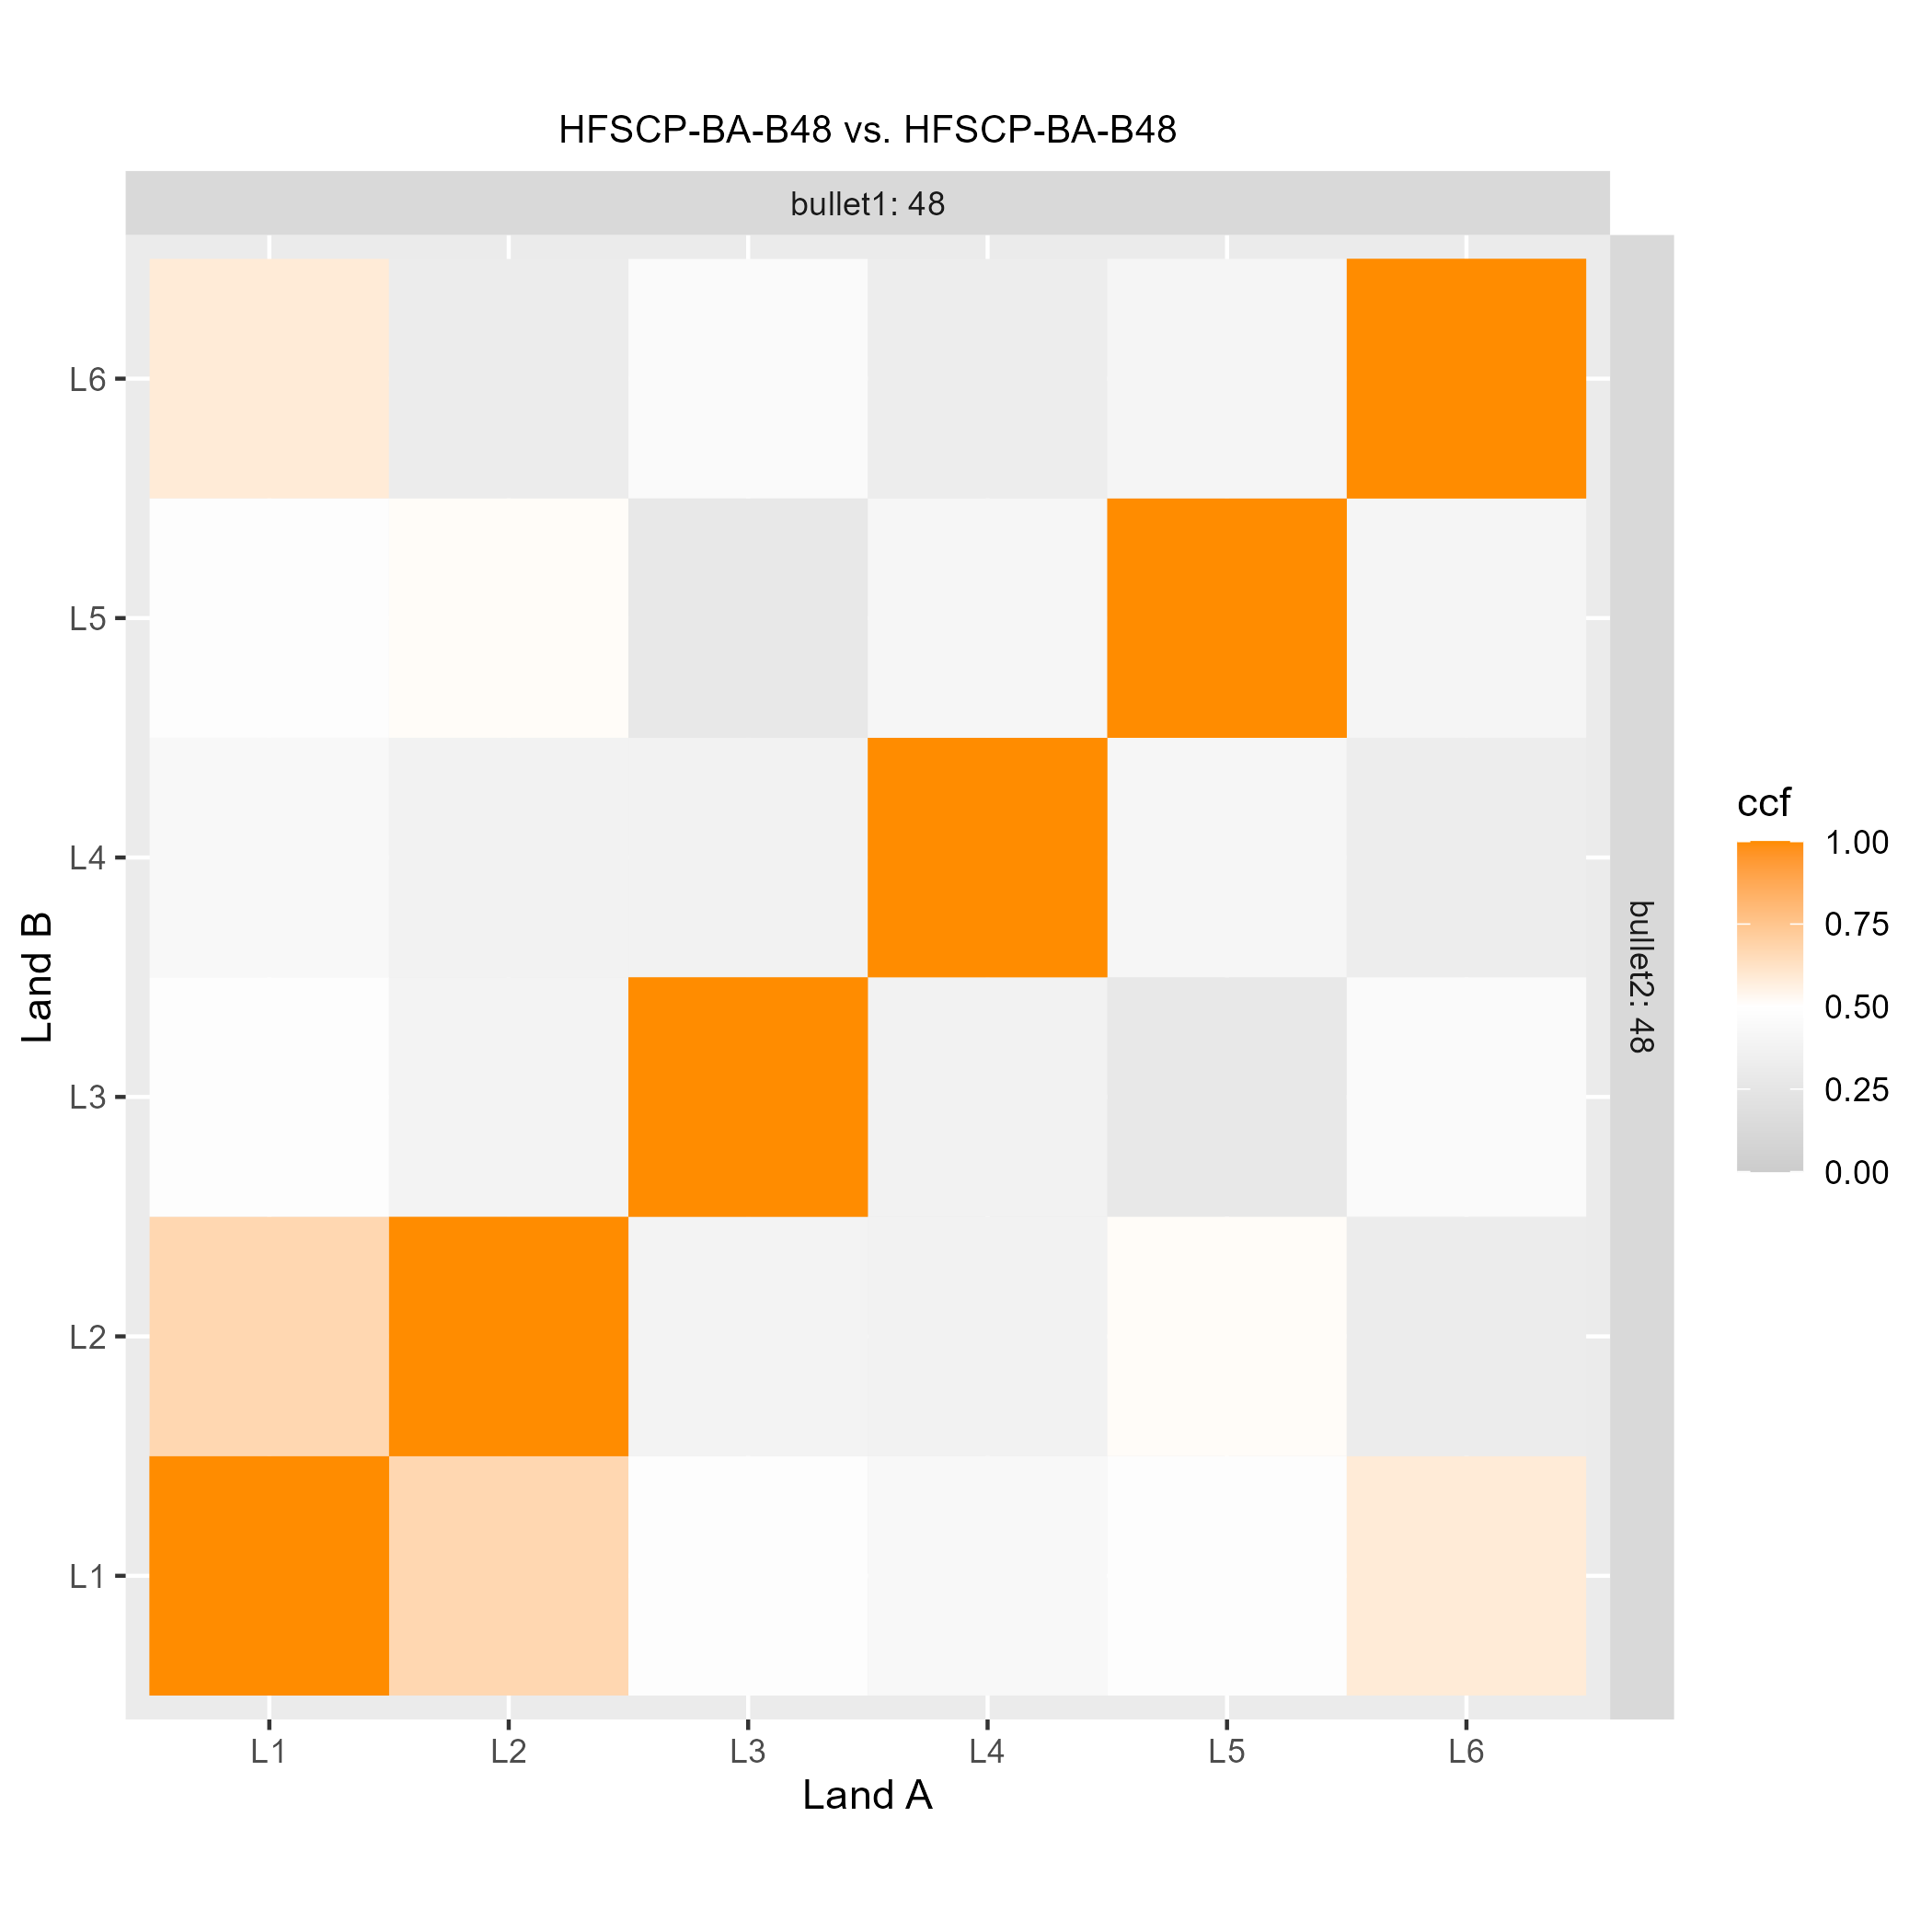 HFSCP-BA-B48 vs. HFSCP-BA-B48
bullet1: 48
L6
L5
L4
L3
L2
L1
Land B
bullet2: 48
ccf
1.00
0.75
0.50
0.25
0.00
L1 L2 L3 L4 L5 L6
Land A